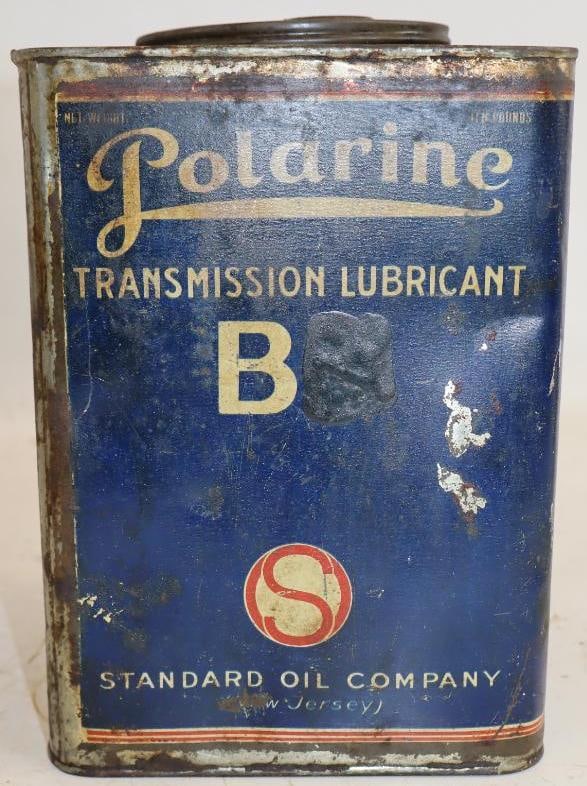 NET WEIGHT TEN POUNDS
Polarine
TRANSMISSION LUBRICANT
B
S
STANDARD OIL COMPANY
Jersey)